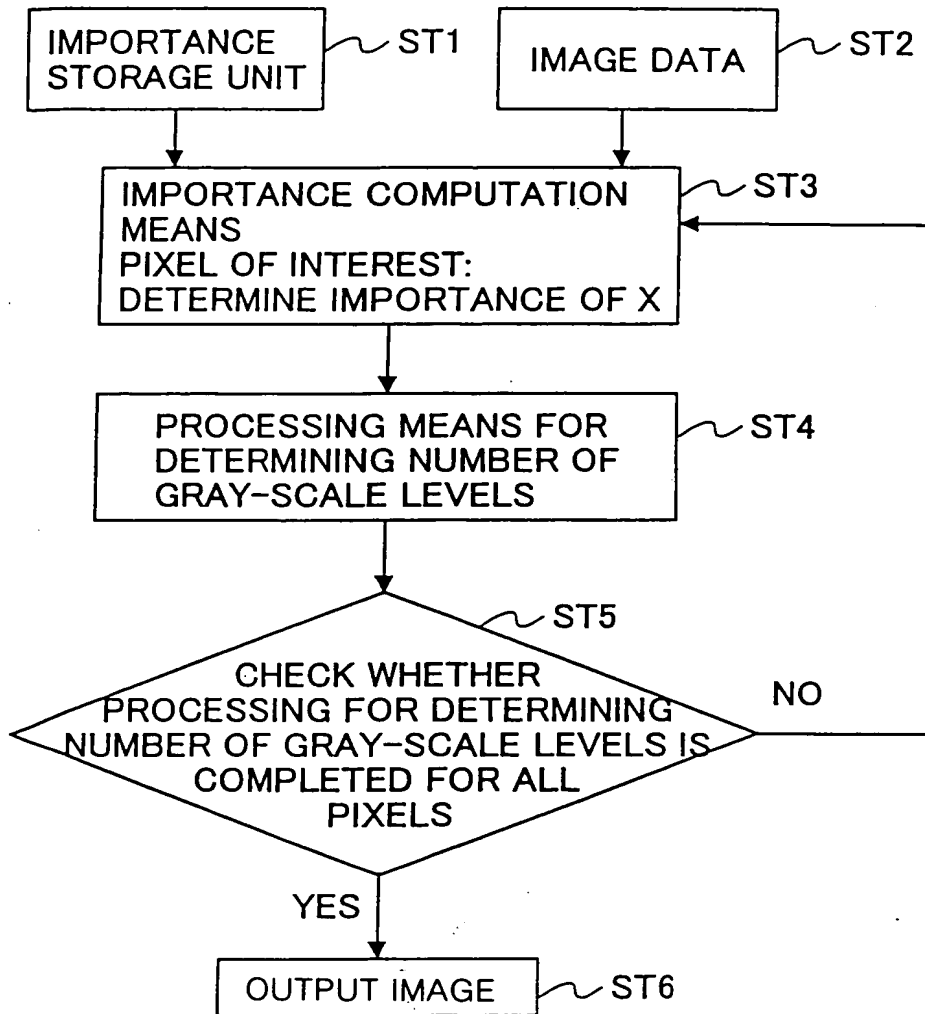 IMPORTANCE
STORAGE UNIT
ST1
IMAGE DATA
ST2
IMPORTANCE COMPUTATION
MEANS
PIXEL OF INTEREST:
DETERMINE IMPORTANCE OF X
ST3
PROCESSING MEANS FOR
DETERMINING NUMBER OF
GRAY-SCALE LEVELS
ST4
ST5
CHECK WHETHER
PROCESSING FOR DETERMINING
NUMBER OF GRAY-SCALE LEVELS IS
COMPLETED FOR ALL
PIXELS
NO
YES
OUTPUT IMAGE
ST6